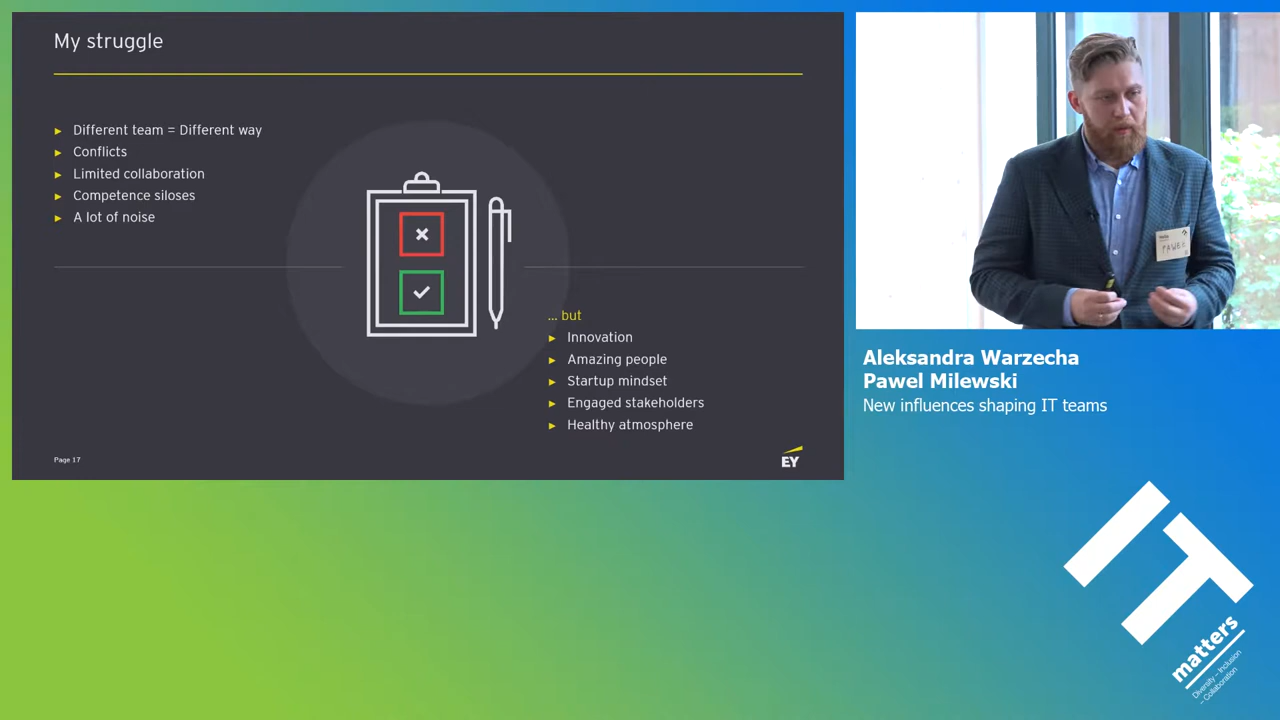 My struggle
► Different team = Different way
► Conflicts
► Limited collaboration
► Competence siloses
► A lot of noise
... but
► Innovation
► Amazing people
► Startup mindset
► Engaged stakeholders
► Healthy atmosphere
Page 17
EY
PAWEŁ
Aleksandra Warzecha
Pawel Milewski
New influences shaping IT teams
IT
matters
Diversity – Inclusion
– Collaboration